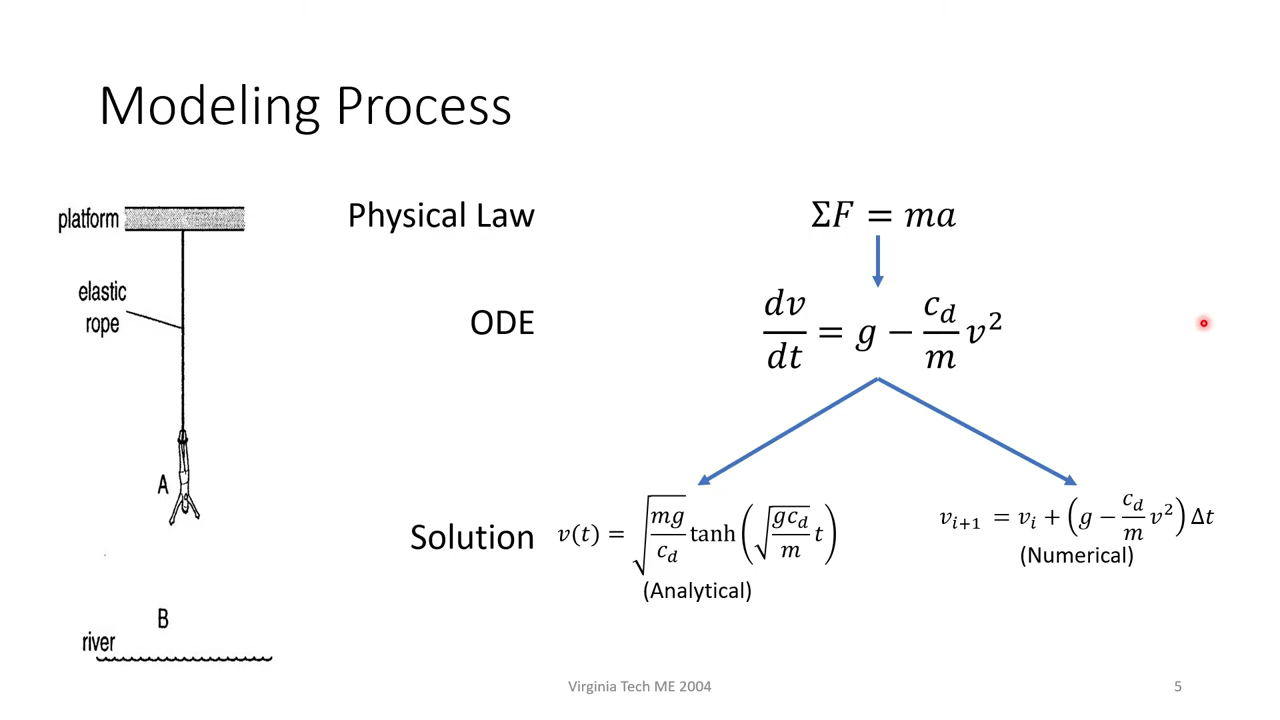 Modeling Process
platform
elastic
rope
A
B
river
Physical Law
ΣF = ma
ODE
dv/dt = g − c_d/m v²
Solution
v(t) = √(mg/c_d) tanh(√(gc_d/m) t)
(Analytical)
v_{i+1} = v_i + (g − c_d/m v²) Δt
(Numerical)
Virginia Tech ME 2004
5